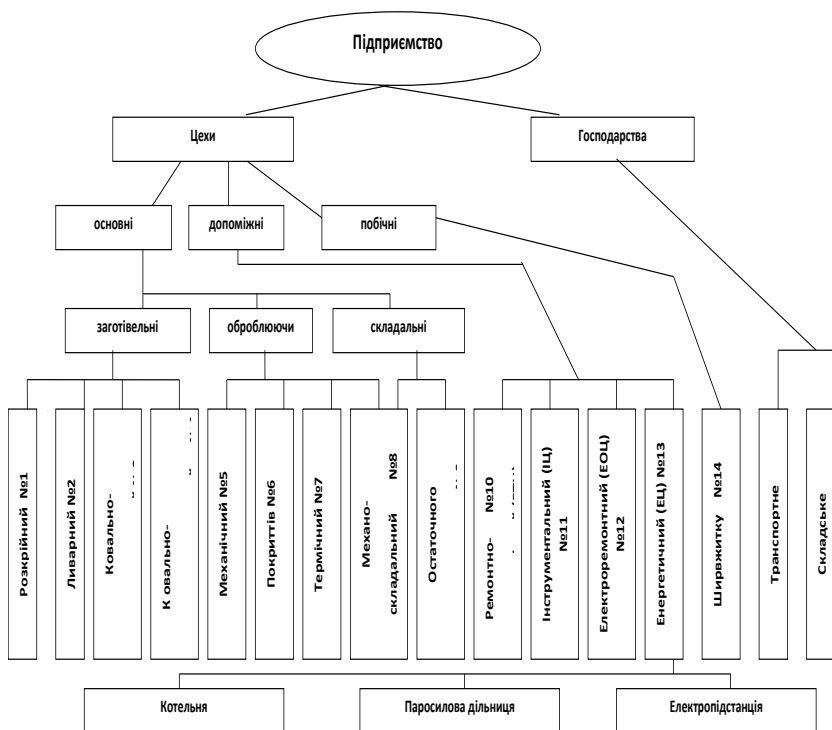 Підприємство
Цехи
Господарства
основні
допоміжні
побічні
заготівельні
оброблюючи
складальні
Розкрійний №1
Ливарний №2
Ковально-
К овально-
Механічний №5
Покриттів №6
Термічний №7
Механо-
складальний №8
Остаточного
Ремонтно- №10
Інструментальний (ІЦ)
№11
Електроремонтний (ЕОЦ)
№12
Енергетичний (ЕЦ) №13
Ширвжитку №14
Транспортне
Складське
Котельня
Паросилова дільниця
Електропідстанція